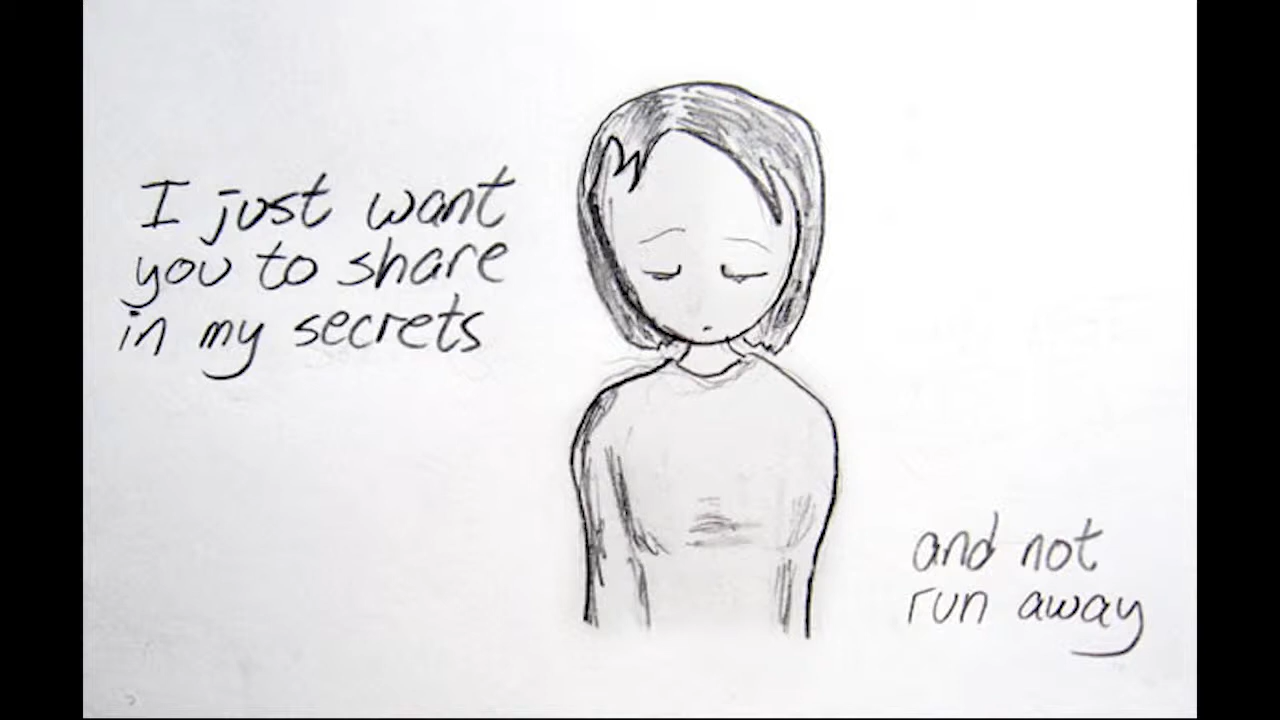 I just want
you to share
in my secrets
and not
run away